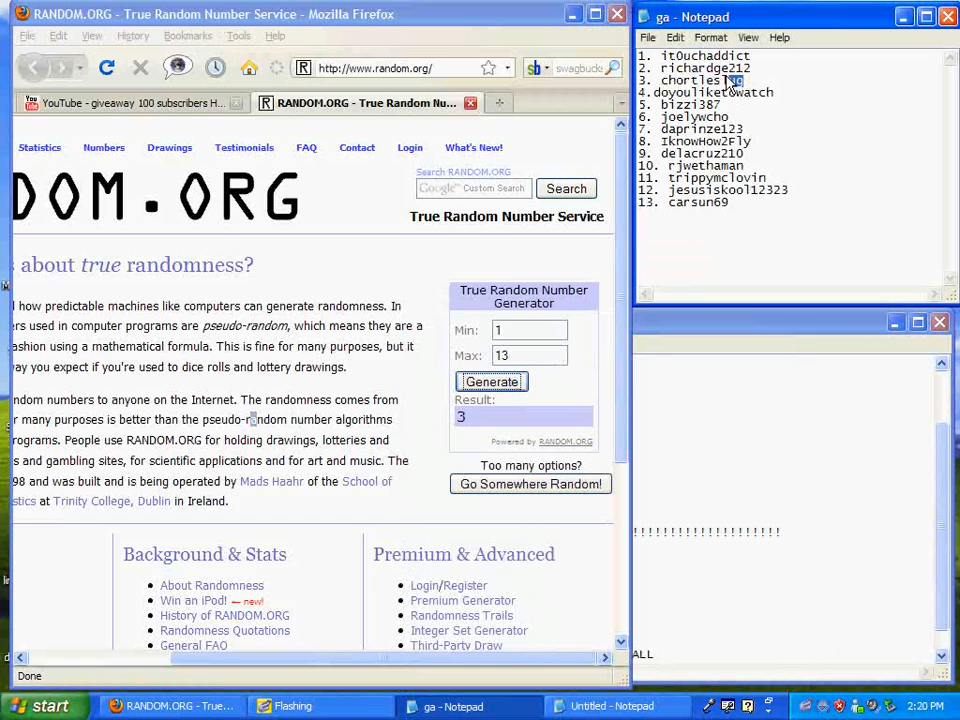 RANDOM.ORG - True Random Number Service - Mozilla Firefox
File Edit View History Bookmarks Tools Help
http://www.random.org/
swagbuck
YouTube - giveaway 100 subscribers H...
RANDOM.ORG - True Random Nu...
Statistics Numbers Drawings Testimonials FAQ Contact Login What's New!
DOM.ORG
Search RANDOM.ORG
Google™ Custom Search Search
True Random Number Service
s about true randomness?
how predictable machines like computers can generate randomness. In
ers used in computer programs are pseudo-random, which means they are a
ashion using a mathematical formula. This is fine for many purposes, but it
vay you expect if you're used to dice rolls and lottery drawings.
ndom numbers to anyone on the Internet. The randomness comes from
r many purposes is better than the pseudo-random number algorithms
rograms. People use RANDOM.ORG for holding drawings, lotteries and
s and gambling sites, for scientific applications and for art and music. The
98 and was built and is being operated by Mads Haahr of the School of
istics at Trinity College, Dublin in Ireland.
True Random Number
Generator
Min: 1
Max: 13
Generate
Result:
3
Powered by RANDOM.ORG
Too many options?
Go Somewhere Random!
Background & Stats
About Randomness
Win an iPod! ← new!
History of RANDOM.ORG
Randomness Quotations
General FAQ
Premium & Advanced
Login/Register
Premium Generator
Randomness Trails
Integer Set Generator
Third-Party Draw
Done
ga - Notepad
File Edit Format View Help
1. it0uchaddict
2. richardge212
3. chortles
4.doyouliketowatch
5. bizzi387
6. joelywcho
7. daprinze123
8. IknowHow2Fly
9. delacruz210
10. rjwethaman
11. trippymclovin
12. jesusiskool12323
13. carsun69
!!!!!!!!!!!!!!!!!!!!
ALL
start
RANDOM.ORG - True...
Flashing
ga - Notepad
Untitled - Notepad
2:20 PM